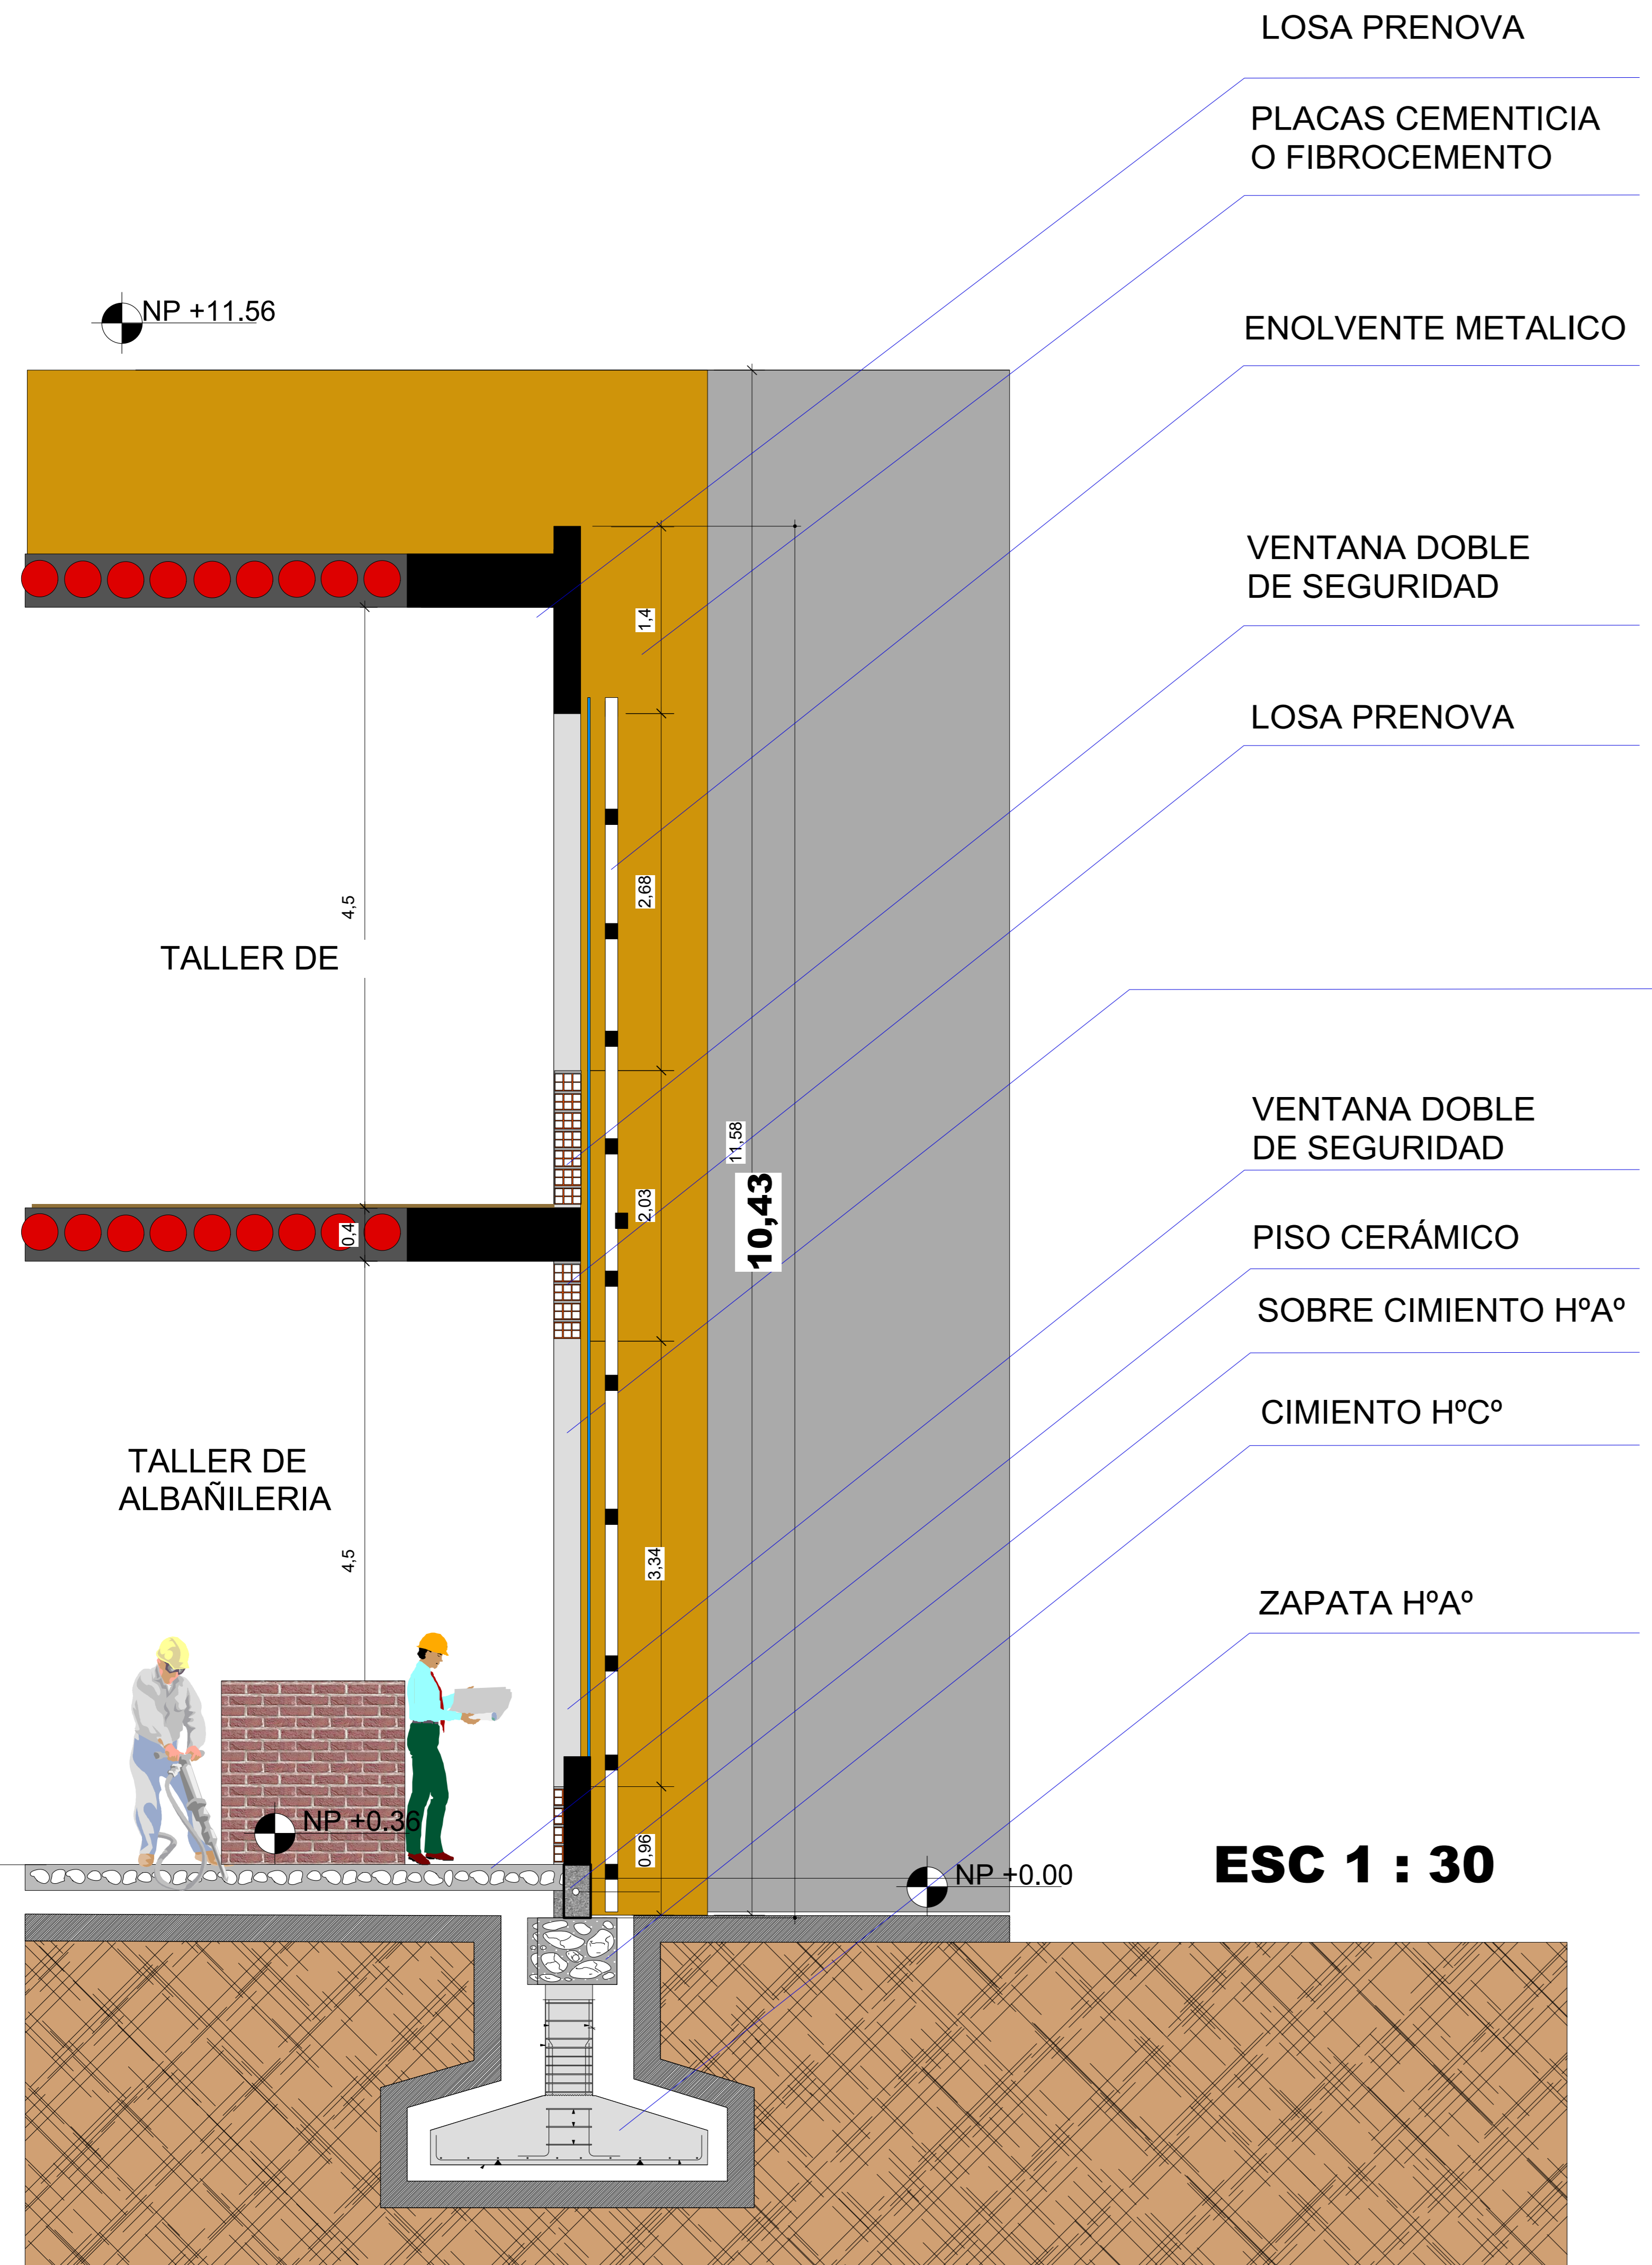 LOSA PRENOVA
PLACAS CEMENTICIA
O FIBROCEMENTO
NP +11.56
ENOLVENTE METALICO
VENTANA DOBLE
DE SEGURIDAD
1,4
LOSA PRENOVA
2,68
4,5
TALLER DE
VENTANA DOBLE
DE SEGURIDAD
11,58
10,43
2,03
0,4
PISO CERÁMICO
SOBRE CIMIENTO HºAº
CIMIENTO HºCº
TALLER DE
ALBAÑILERIA
4,5
3,34
ZAPATA HºAº
NP +0.36
0,96
NP +0.00
ESC 1 : 30